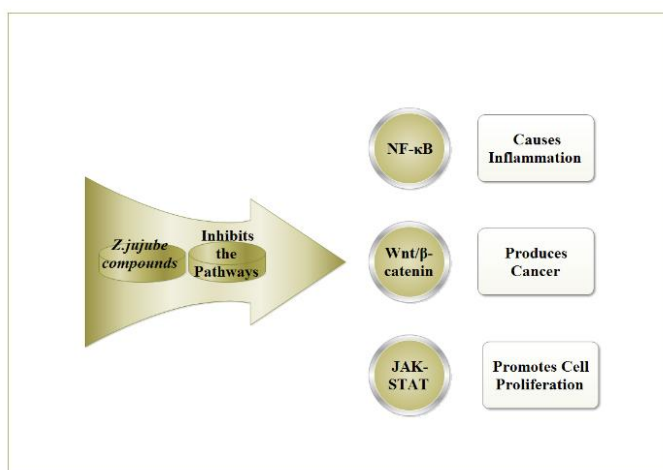 Z.jujube
compounds
Inhibits
the
Pathways
NF-κB
Causes
Inflammation
Wnt/β-
catenin
Produces
Cancer
JAK-
STAT
Promotes Cell
Proliferation